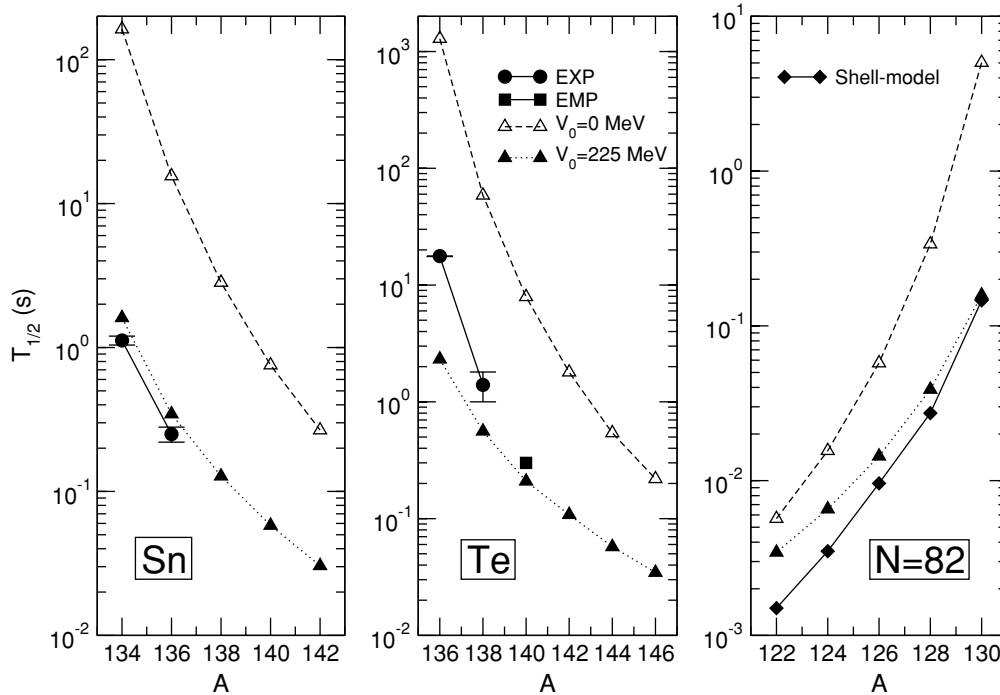 T1/2 (s)
10^2
10^1
10^0
10^-1
10^-2
134 136 138 140 142
A
Sn
10^3
10^2
10^1
10^0
10^-1
10^-2
136 138 140 142 144 146
A
Te
EXP
EMP
V_0=0 MeV
V_0=225 MeV
10^1
10^0
10^-1
10^-2
10^-3
122 124 126 128 130
A
N=82
Shell-model